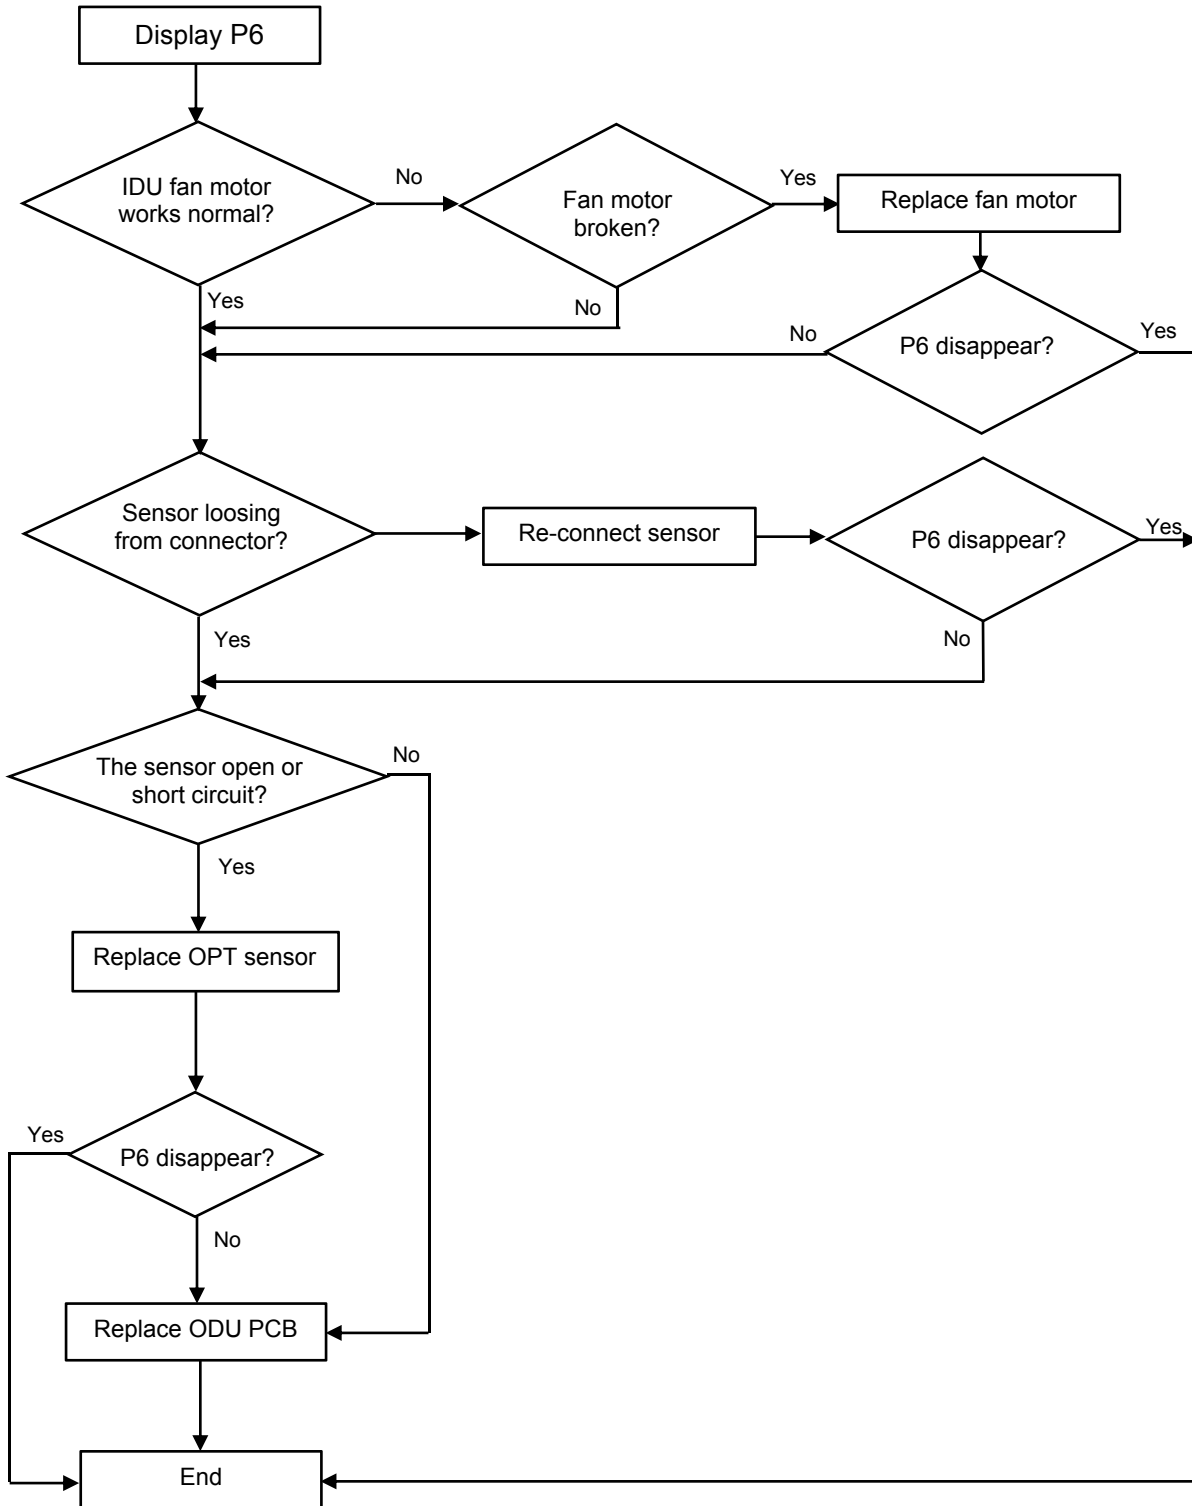 Display P6
IDU fan motor
works normal?
No
Fan motor
broken?
Yes
Replace fan motor
Yes
No
No
P6 disappear?
Yes
Sensor loosing
from connector?
Re-connect sensor
P6 disappear?
Yes
Yes
No
The sensor open or
short circuit?
No
Yes
Replace OPT sensor
Yes
P6 disappear?
No
Replace ODU PCB
End